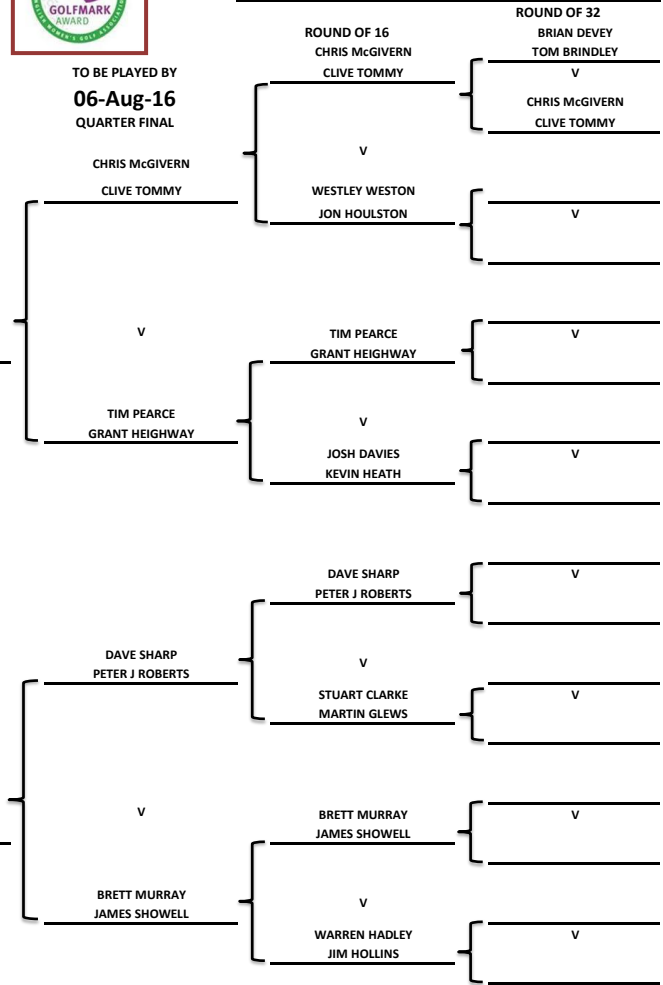 GOLFMARK
AWARD
ROUND OF 32
ROUND OF 16
BRIAN DEVEY
CHRIS McGIVERN
TOM BRINDLEY
TO BE PLAYED BY
CLIVE TOMMY
V
06-Aug-16
CHRIS McGIVERN
QUARTER FINAL
CLIVE TOMMY
V
CHRIS McGIVERN
CLIVE TOMMY
WESTLEY WESTON
JON HOULSTON
V
V
TIM PEARCE
GRANT HEIGHWAY
V
TIM PEARCE
GRANT HEIGHWAY
V
JOSH DAVIES
KEVIN HEATH
V
DAVE SHARP
PETER J ROBERTS
V
DAVE SHARP
PETER J ROBERTS
V
STUART CLARKE
MARTIN GLEWS
V
V
BRETT MURRAY
JAMES SHOWELL
V
BRETT MURRAY
JAMES SHOWELL
V
WARREN HADLEY
JIM HOLLINS
V